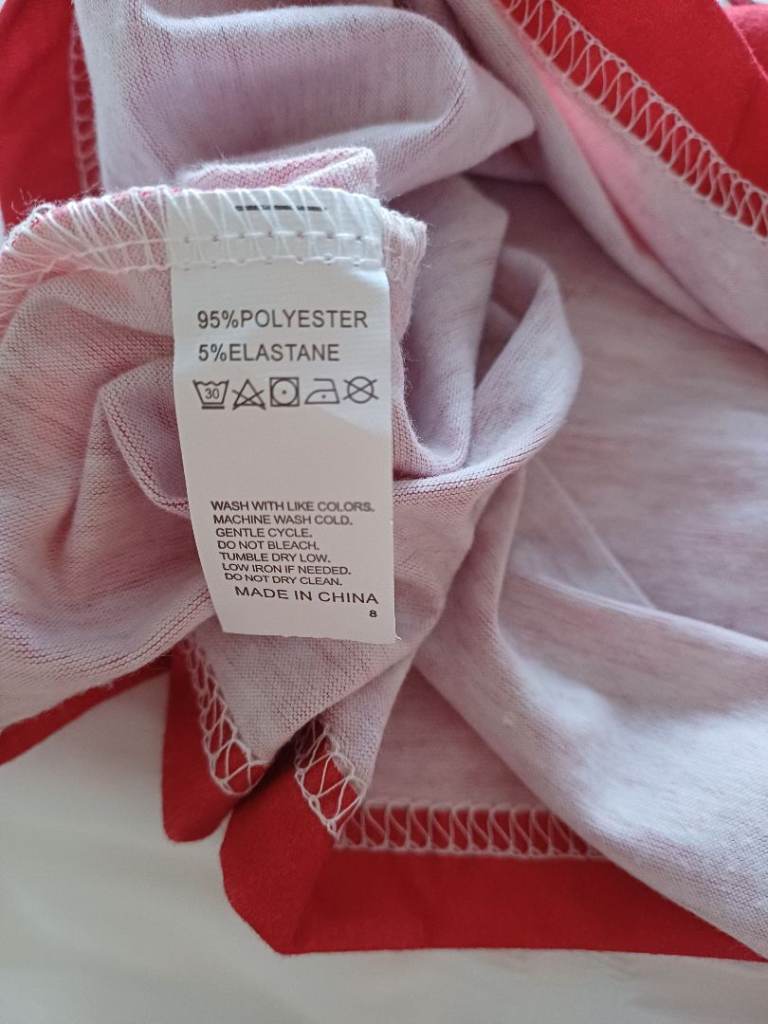 95%POLYESTER
5%ELASTANE
30
WASH WITH LIKE COLORS.
MACHINE WASH COLD.
GENTLE CYCLE.
DO NOT BLEACH.
TUMBLE DRY LOW.
LOW IRON IF NEEDED.
DO NOT DRY CLEAN.
MADE IN CHINA
8